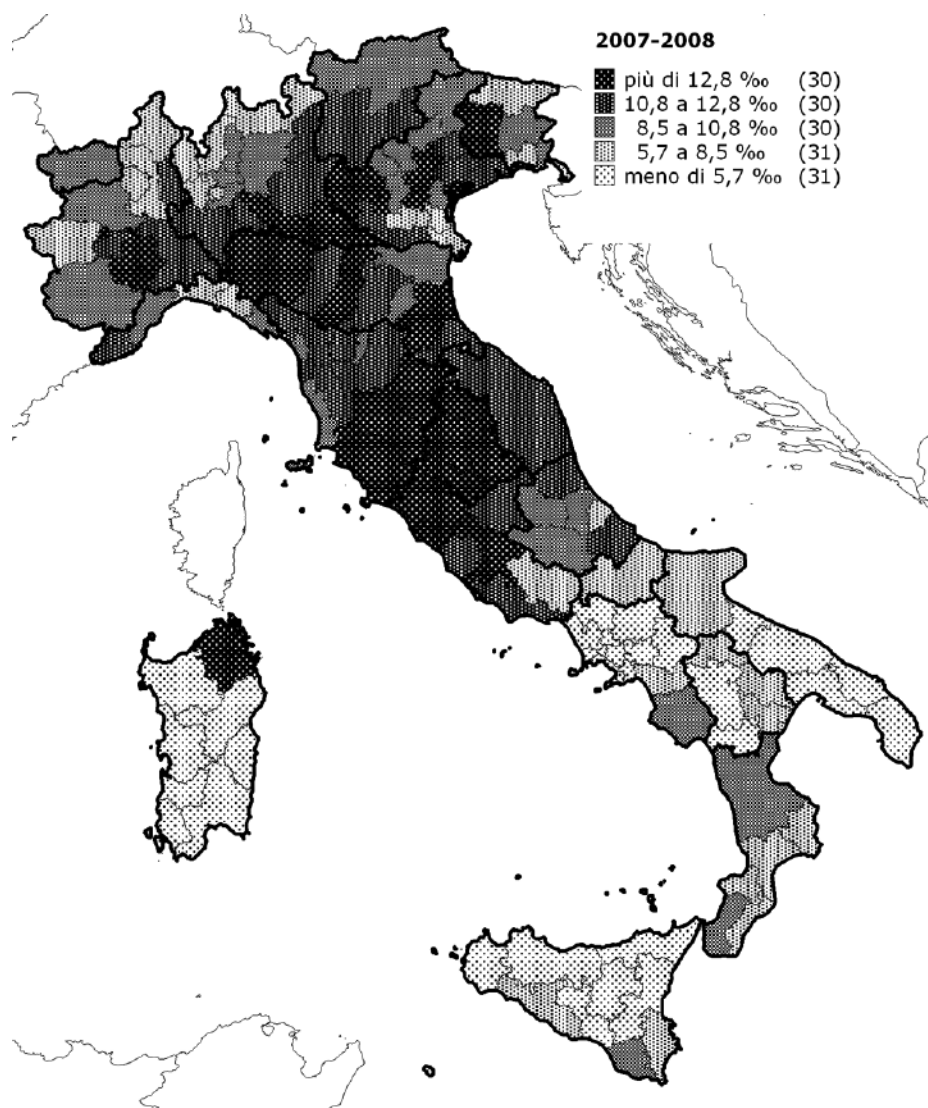 2007-2008
più di 12,8 ‰ (30)
10,8 a 12,8 ‰ (30)
8,5 a 10,8 ‰ (30)
5,7 a 8,5 ‰ (31)
meno di 5,7 ‰ (31)